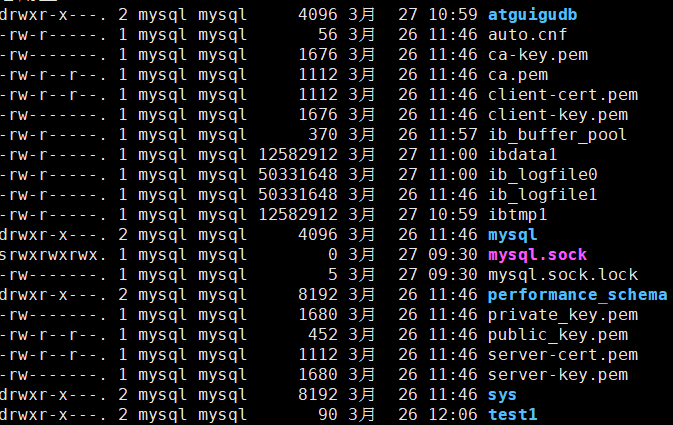 drwxr-x---. 2 mysql mysql     4096 3月  27 10:59 atguigudb
-rw-r-----. 1 mysql mysql       56 3月  26 11:46 auto.cnf
-rw-------. 1 mysql mysql     1676 3月  26 11:46 ca-key.pem
-rw-r--r--. 1 mysql mysql     1112 3月  26 11:46 ca.pem
-rw-r--r--. 1 mysql mysql     1112 3月  26 11:46 client-cert.pem
-rw-------. 1 mysql mysql     1676 3月  26 11:46 client-key.pem
-rw-r-----. 1 mysql mysql      370 3月  26 11:57 ib_buffer_pool
-rw-r-----. 1 mysql mysql 12582912 3月  27 11:00 ibdata1
-rw-r-----. 1 mysql mysql 50331648 3月  27 11:00 ib_logfile0
-rw-r-----. 1 mysql mysql 50331648 3月  26 11:46 ib_logfile1
-rw-r-----. 1 mysql mysql 12582912 3月  27 10:59 ibtmp1
drwxr-x---. 2 mysql mysql     4096 3月  26 11:46 mysql
srwxrwxrwx. 1 mysql mysql        0 3月  27 09:30 mysql.sock
-rw-------. 1 mysql mysql        5 3月  27 09:30 mysql.sock.lock
drwxr-x---. 2 mysql mysql     8192 3月  26 11:46 performance_schema
-rw-------. 1 mysql mysql     1680 3月  26 11:46 private_key.pem
-rw-r--r--. 1 mysql mysql      452 3月  26 11:46 public_key.pem
-rw-r--r--. 1 mysql mysql     1112 3月  26 11:46 server-cert.pem
-rw-------. 1 mysql mysql     1680 3月  26 11:46 server-key.pem
drwxr-x---. 2 mysql mysql     8192 3月  26 11:46 sys
drwxr-x---. 2 mysql mysql       90 3月  26 12:06 test1